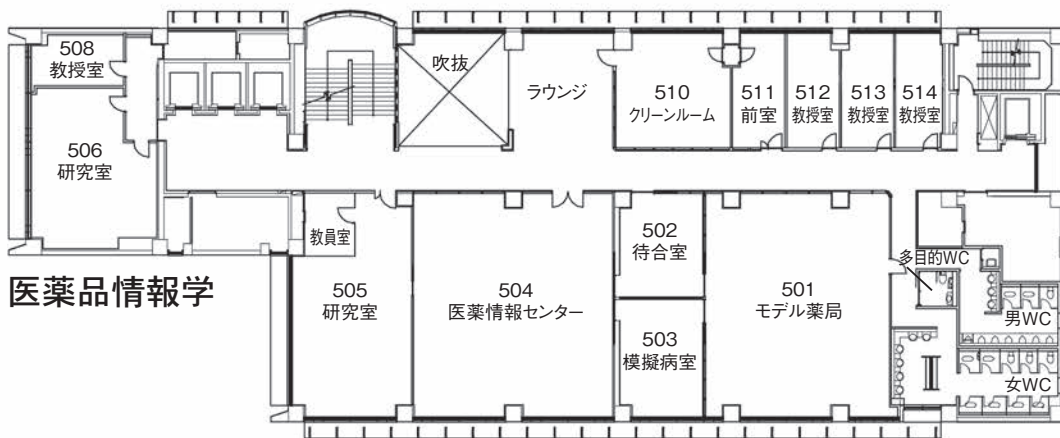 508
教授室
506
研究室
吹抜
ラウンジ
510
クリーンルーム
511
前室
512
教授室
513
教授室
514
教授室
教員室
505
研究室
504
医薬情報センター
502
待合室
503
模擬病室
501
モデル薬局
多目的WC
男WC
女WC
医薬品情報学